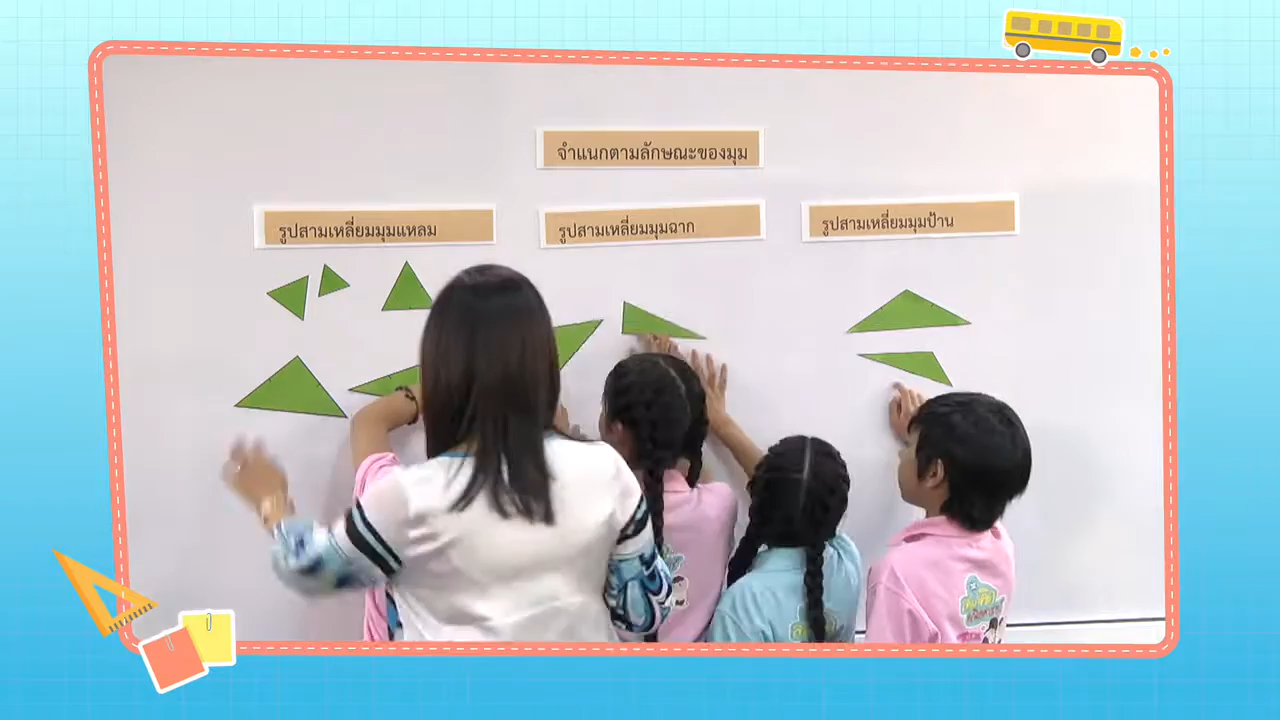 จำแนกตามลักษณะของมุม
รูปสามเหลี่ยมมุมแหลม
รูปสามเหลี่ยมมุมฉาก
รูปสามเหลี่ยมมุมป้าน